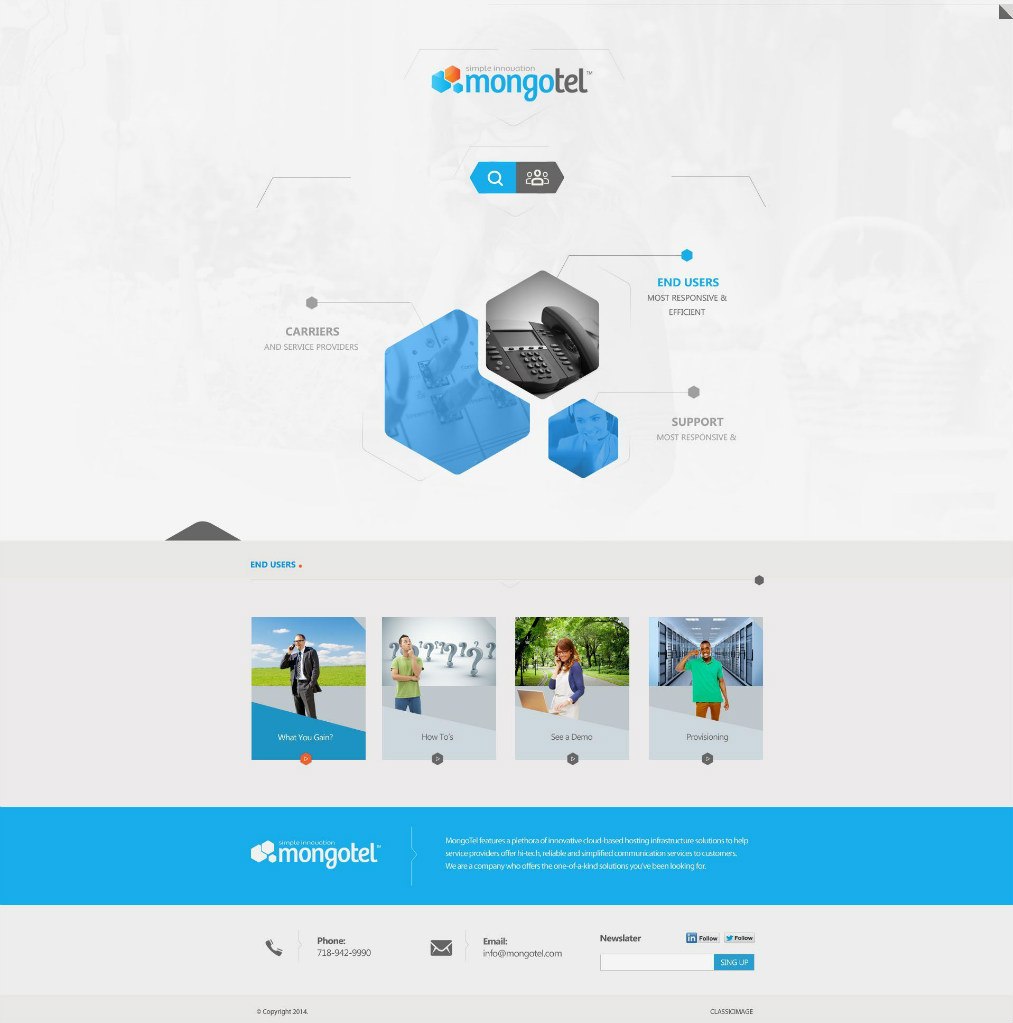 simple innovation
mongotel™
END USERS
MOST RESPONSIVE &
EFFICIENT
CARRIERS
AND SERVICE PROVIDERS
SUPPORT
MOST RESPONSIVE &
END USERS
What You Gain?
How To's
See a Demo
Provisioning
simple innovation
mongotel™
MongoTel features a plethora of innovative cloud-based hosting infrastructure solutions to help
service providers offer hi-tech, reliable and simplified communication services to customers.
We are a company who offers the one-of-a-kind solutions you've been looking for.
Phone:
718-942-9990
Email:
info@mongotel.com
Newslater
in Follow
Follow
SING UP
© Copyright 2014.
CLASSICIMAGE